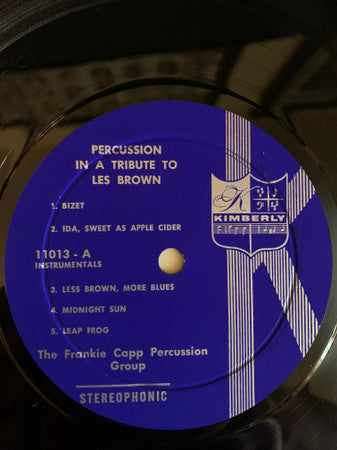 PERCUSSION
IN A TRIBUTE TO
LES BROWN
1. BIZET
2. IDA, SWEET AS APPLE CIDER
K
KIMBERLY
11013 - A
INSTRUMENTALS
3. LESS BROWN, MORE BLUES
4. MIDNIGHT SUN
5. LEAP FROG
The Frankie Capp Percussion
Group
STEREOPHONIC